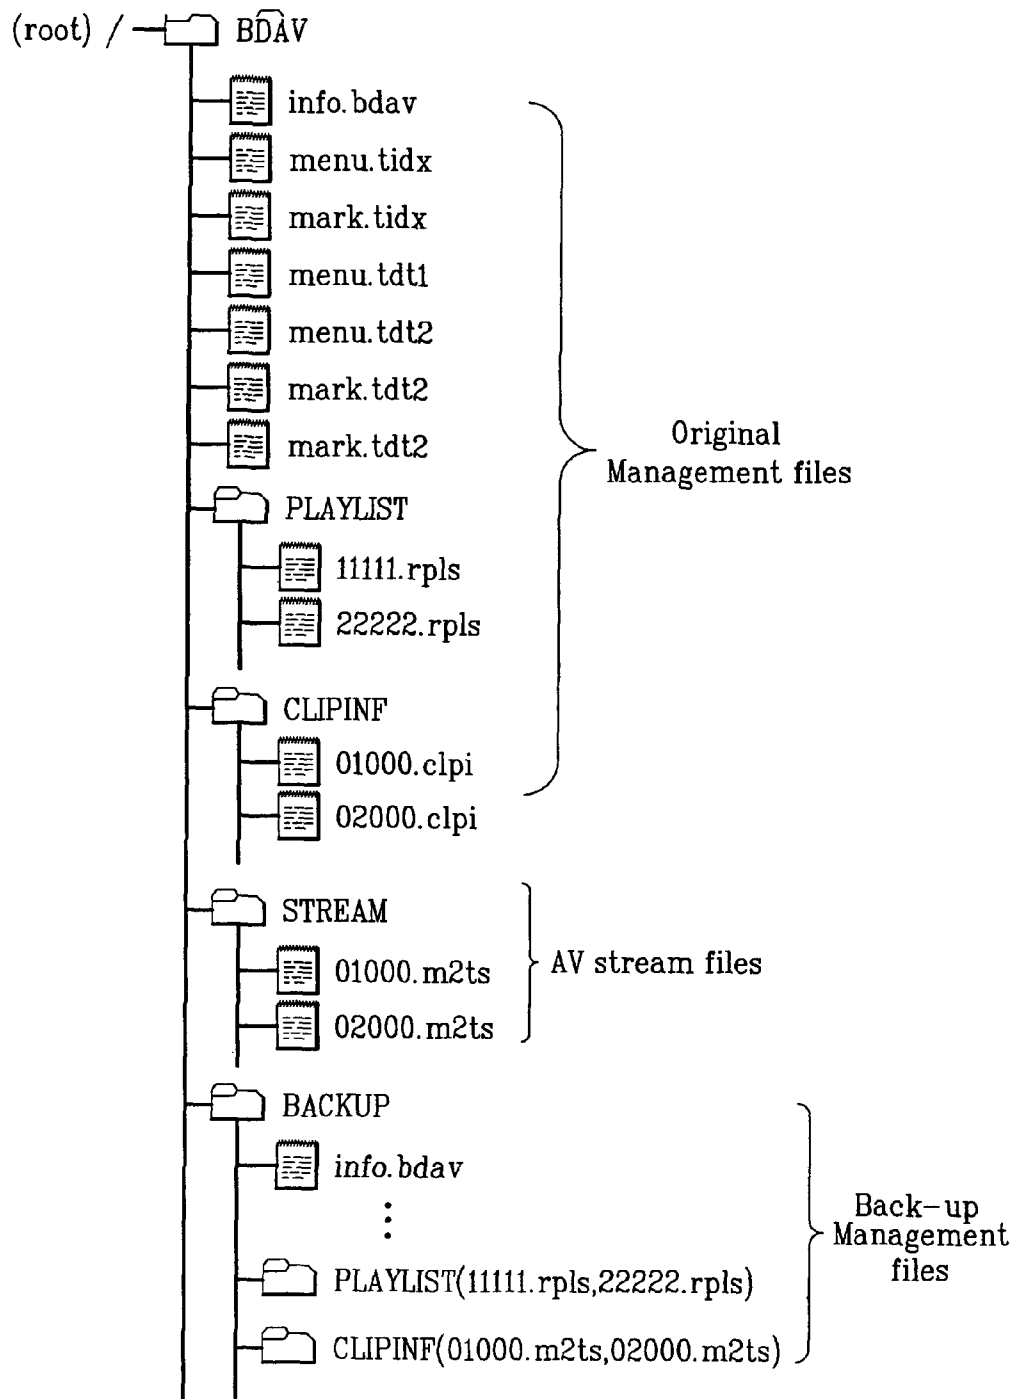 (root) / BDAV
info.bdav
menu.tidx
mark.tidx
menu.tdt1
menu.tdt2
mark.tdt2
mark.tdt2
Original
Management files
PLAYLIST
11111.rpls
22222.rpls
CLIPINF
01000.clpi
02000.clpi
STREAM
01000.m2ts
AV stream files
02000.m2ts
BACKUP
info.bdav
Back-up
Management
files
PLAYLIST(11111.rpls,22222.rpls)
CLIPINF(01000.m2ts,02000.m2ts)